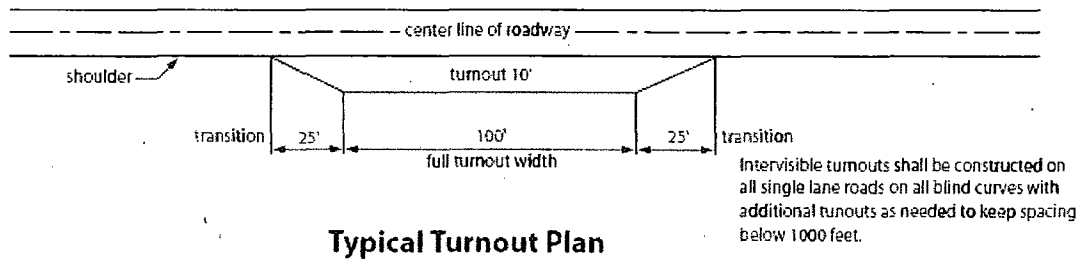 center line of roadway
shoulder
turnout 10'
transition
25'
100'
25'
transition
full turnout width
Intervisible turnouts shall be constructed on
all single lane roads on all blind curves with
additional tunouts as needed to keep spacing
below 1000 feet.
Typical Turnout Plan